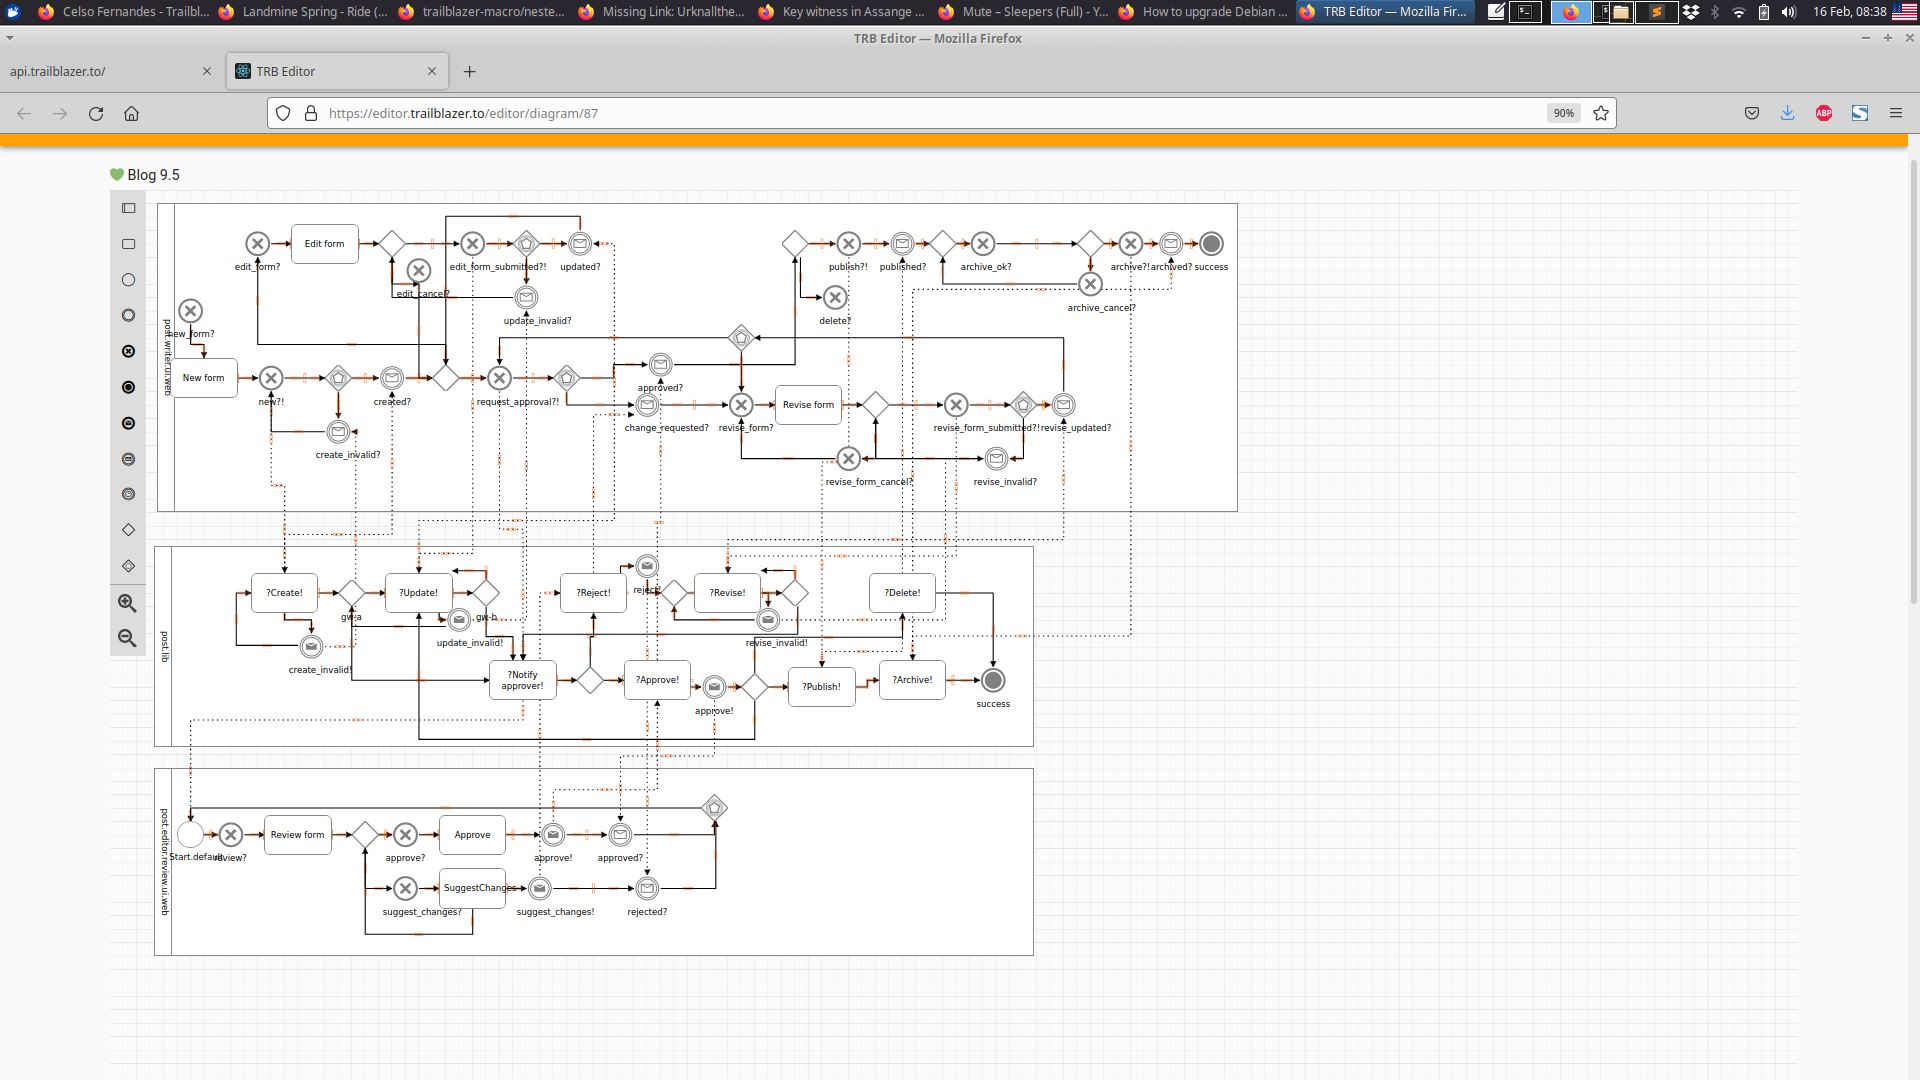 Celso Fernandes - Trailbl...
Landmine Spring - Ride (...
trailblazer-macro/neste...
Missing Link: Urknallthe...
Key witness in Assange ...
Mute – Sleepers (Full) - Y...
How to upgrade Debian ...
TRB Editor — Mozilla Fir...
16 Feb, 08:38
TRB Editor — Mozilla Firefox
api.trailblazer.to/
TRB Editor
https://editor.trailblazer.to/editor/diagram/87
90%
ABP
💚 Blog 9.5
post.writer.ui.web
Edit form
edit_form?
edit_cancel?
edit_form_submitted?!
updated?
update_invalid?
publish?!
published?
archive_ok?
archive?!
archived?
success
delete?
archive_cancel?
new_form?
New form
new?!
created?
create_invalid?
request_approval?!
approved?
change_requested?
revise_form?
Revise form
revise_form_submitted?!
revise_updated?
revise_form_cancel?
revise_invalid?
post.lib
?Create!
gw-a
?Update!
gw-b
update_invalid!
create_invalid!
?Reject!
reject!
?Revise!
revise_invalid!
?Delete!
?Notify
approver!
?Approve!
approve!
?Publish!
?Archive!
success
post.editor.review.ui.web
Start.default
review?
Review form
approve?
Approve
approve!
approved?
suggest_changes?
SuggestChanges
suggest_changes!
rejected?